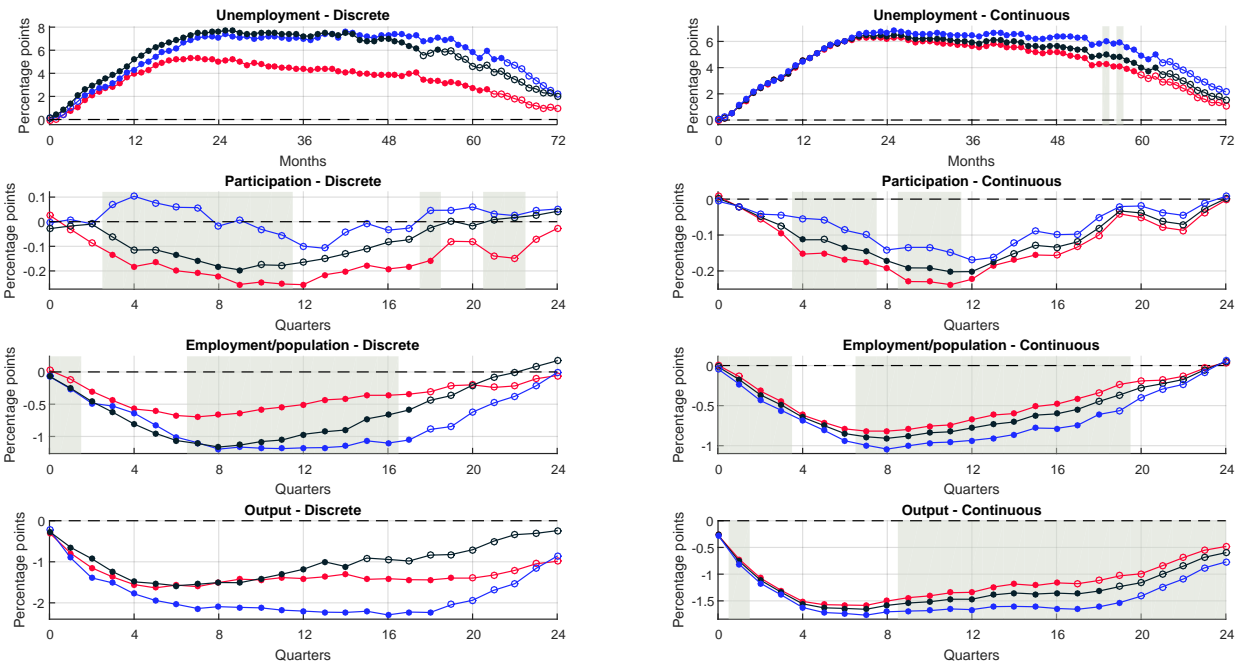 Unemployment - Discrete
Percentage points
8
6
4
2
0
0 12 24 36 48 60 72
Months
Unemployment - Continuous
Percentage points
6
4
2
0
0 12 24 36 48 60 72
Months
Participation - Discrete
Percentage points
0.1
0
-0.1
-0.2
0 4 8 12 16 20 24
Quarters
Participation - Continuous
Percentage points
0
-0.1
-0.2
0 4 8 12 16 20 24
Quarters
Employment/population - Discrete
Percentage points
0
-0.5
-1
0 4 8 12 16 20 24
Quarters
Employment/population - Continuous
Percentage points
0
-0.5
-1
0 4 8 12 16 20 24
Quarters
Output - Discrete
Percentage points
0
-1
-2
0 4 8 12 16 20 24
Quarters
Output - Continuous
Percentage points
0
-0.5
-1
-1.5
0 4 8 12 16 20 24
Quarters